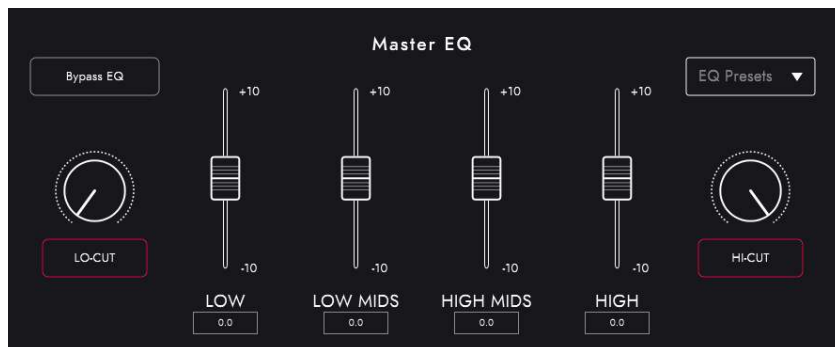 Master EQ
Bypass EQ
EQ Presets
+10 +10 +10 +10
LO-CUT
HI-CUT
-10 -10 -10 -10
LOW LOW MIDS HIGH MIDS HIGH
0.0 0.0 0.0 0.0